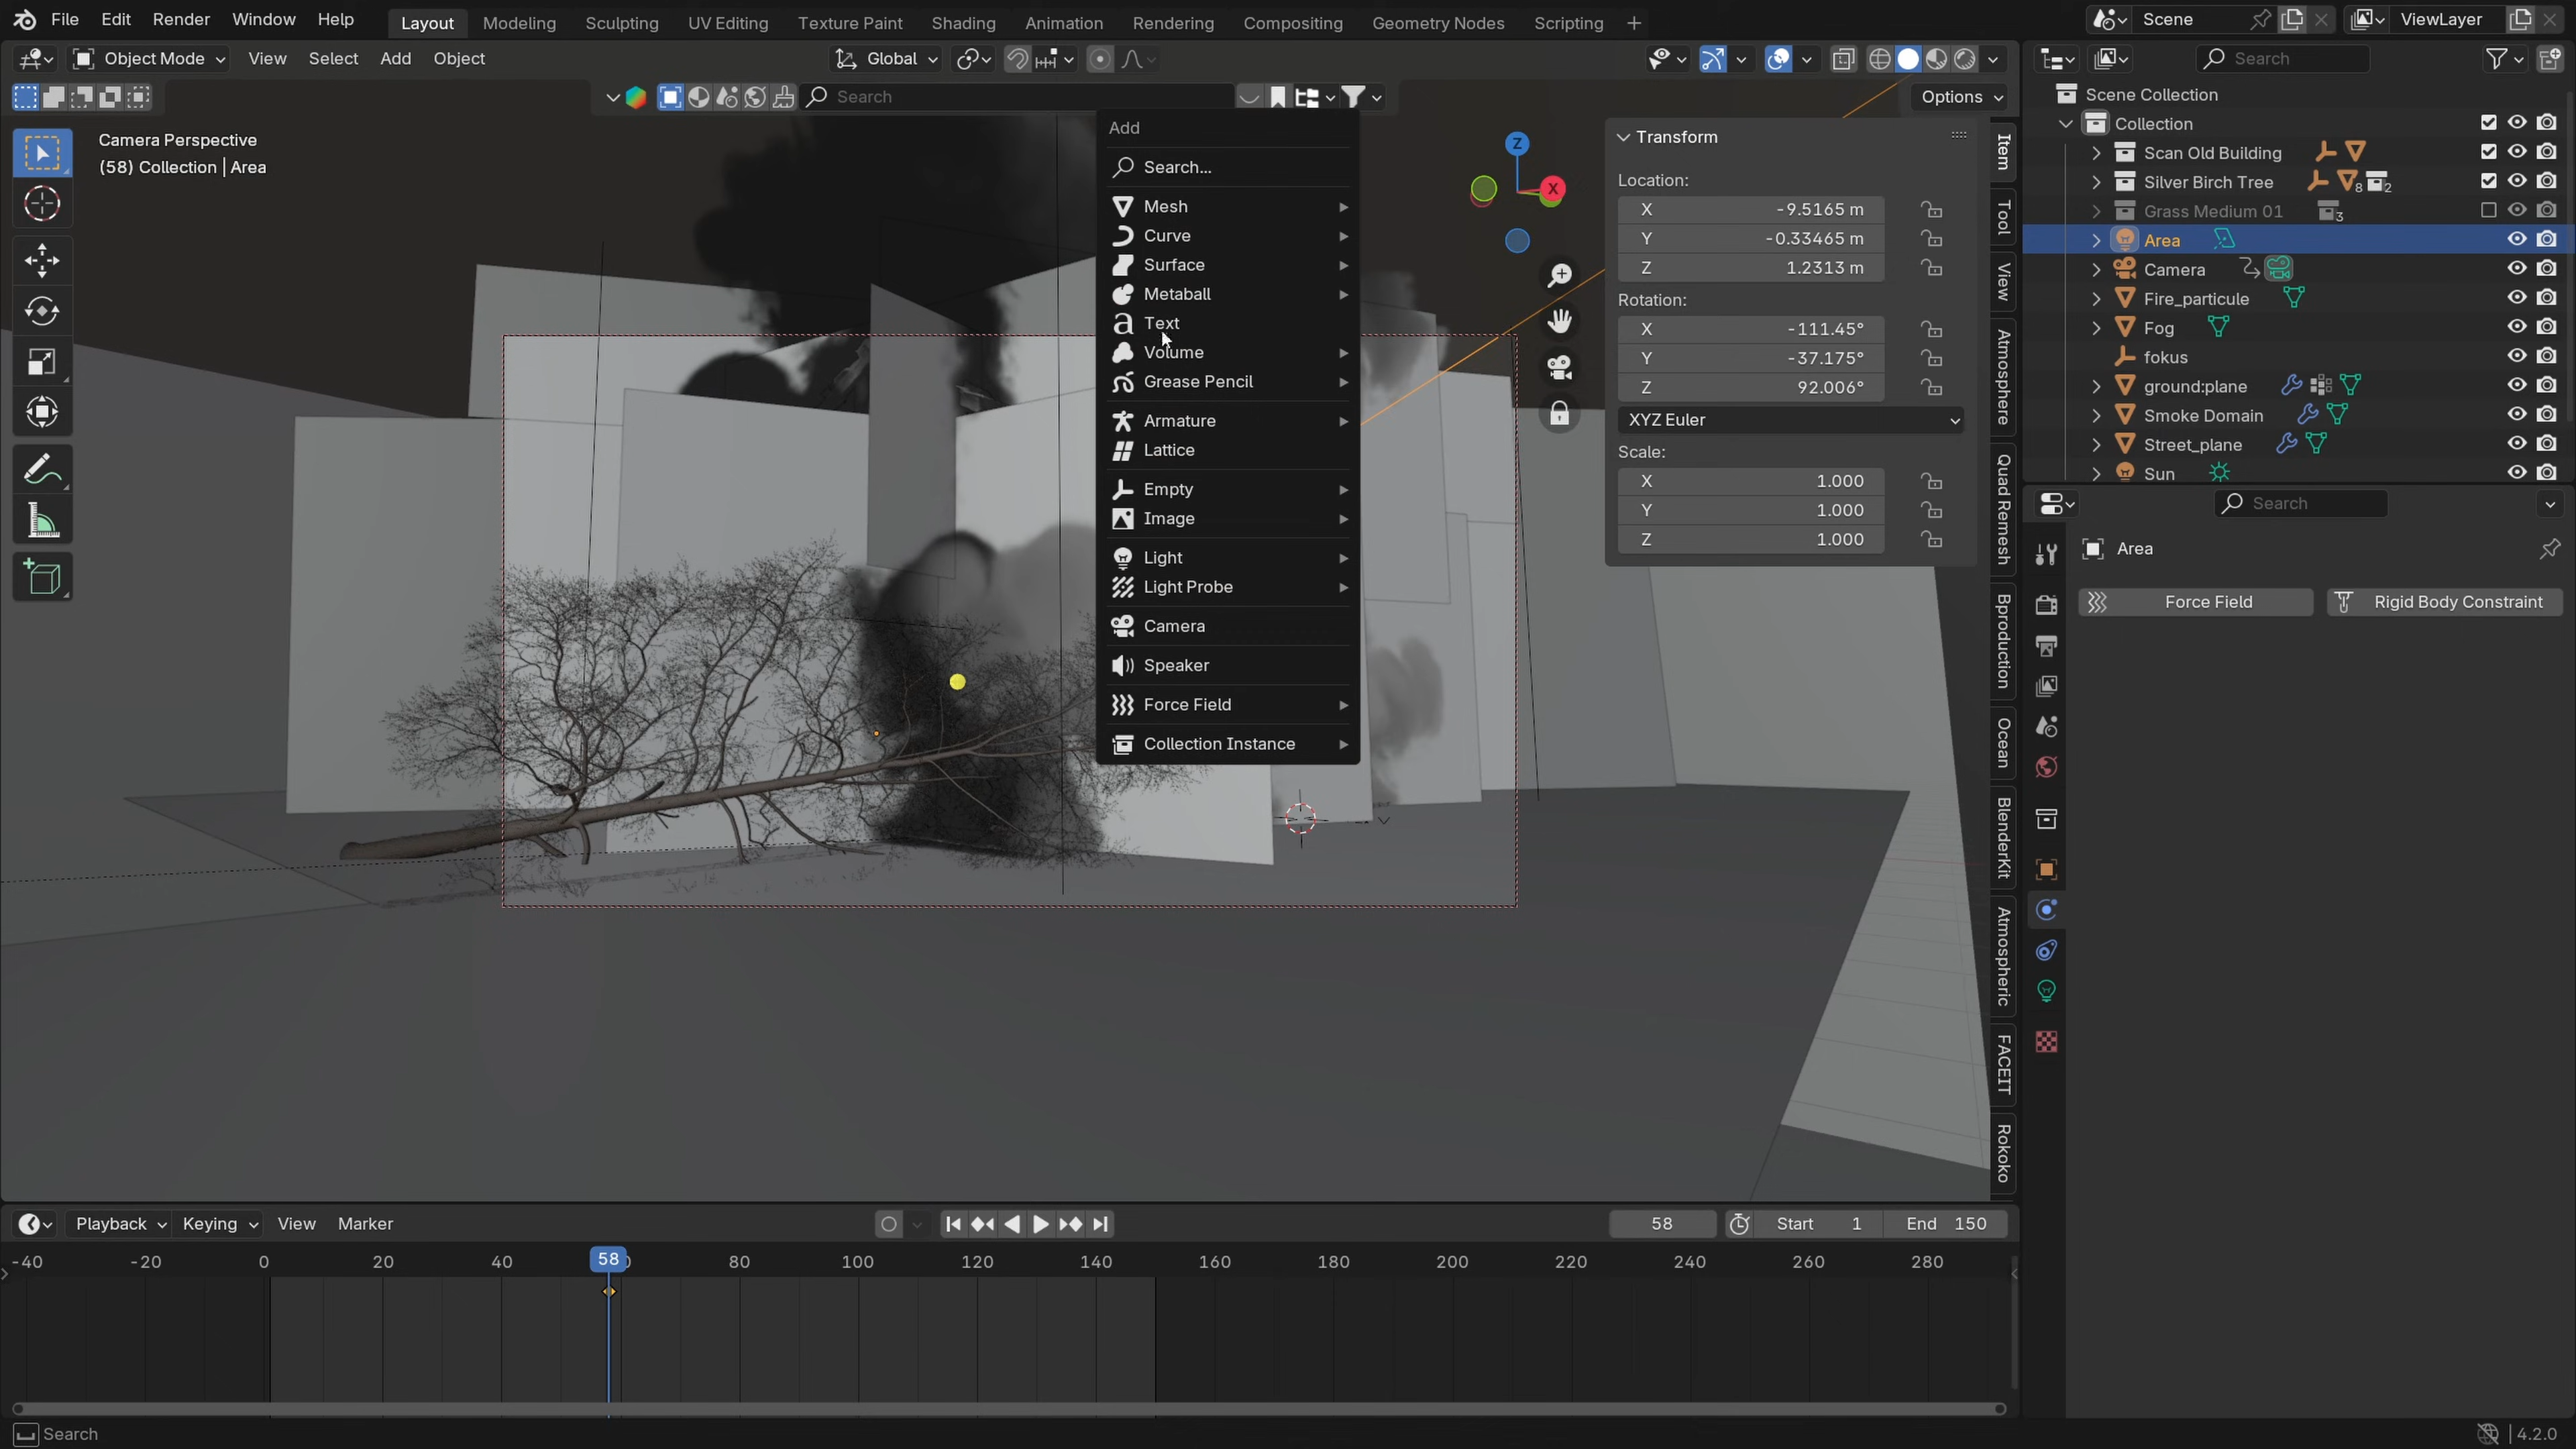 File Edit Render Window Help Layout Modeling Sculpting UV Editing Texture Paint Shading Animation Rendering Compositing Geometry Nodes Scripting + Scene ViewLayer
Object Mode View Select Add Object Global Search
Search Options
Camera Perspective
(58) Collection | Area
Add
Search...
Mesh
Curve
Surface
Metaball
Text
Volume
Grease Pencil
Armature
Lattice
Empty
Image
Light
Light Probe
Camera
Speaker
Force Field
Collection Instance
Z
X
Transform
Location:
X -9.5165 m
Y -0.33465 m
Z 1.2313 m
Rotation:
X -111.45°
Y -37.175°
Z 92.006°
XYZ Euler
Scale:
X 1.000
Y 1.000
Z 1.000
Item
Tool
View
Atmosphere
Quad Remesh
Bproduction
Ocean
BlenderKit
Atmospheric
FACEIT
Rokoko
Scene Collection
Collection
Scan Old Building
Silver Birch Tree 8 2
Grass Medium 01 3
Area
Camera
Fire_particule
Fog
fokus
ground:plane
Smoke Domain
Street_plane
Sun
Search
Area
Force Field Rigid Body Constraint
Playback Keying View Marker 58 Start 1 End 150
-40 -20 0 20 40 58 80 100 120 140 160 180 200 220 240 260 280
Search 4.2.0